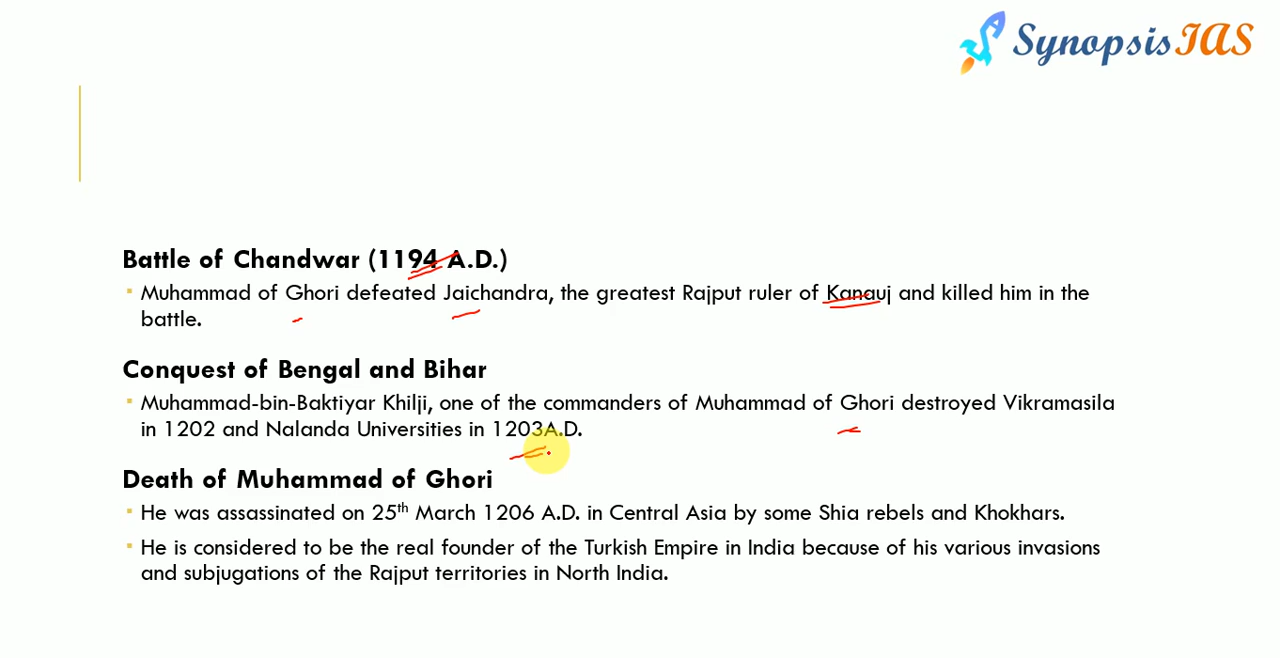 Synopsis IAS
Battle of Chandwar (1194 A.D.)
▪ Muhammad of Ghori defeated Jaichandra, the greatest Rajput ruler of Kanauj and killed him in the
battle.
Conquest of Bengal and Bihar
▪ Muhammad-bin-Baktiyar Khilji, one of the commanders of Muhammad of Ghori destroyed Vikramasila
in 1202 and Nalanda Universities in 1203A.D.
Death of Muhammad of Ghori
▪ He was assassinated on 25th March 1206 A.D. in Central Asia by some Shia rebels and Khokhars.
▪ He is considered to be the real founder of the Turkish Empire in India because of his various invasions
and subjugations of the Rajput territories in North India.